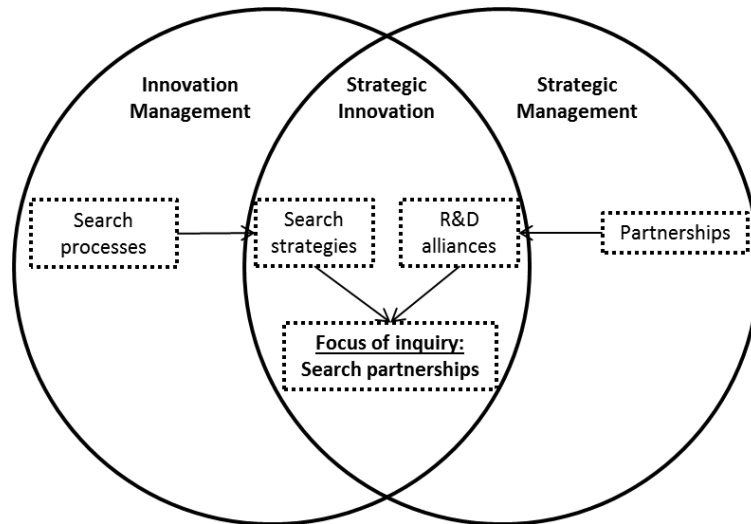 Innovation
Management
Strategic
Innovation
Strategic
Management
Search
processes
Search
strategies
R&D
alliances
Partnerships
Focus of inquiry:
Search partnerships